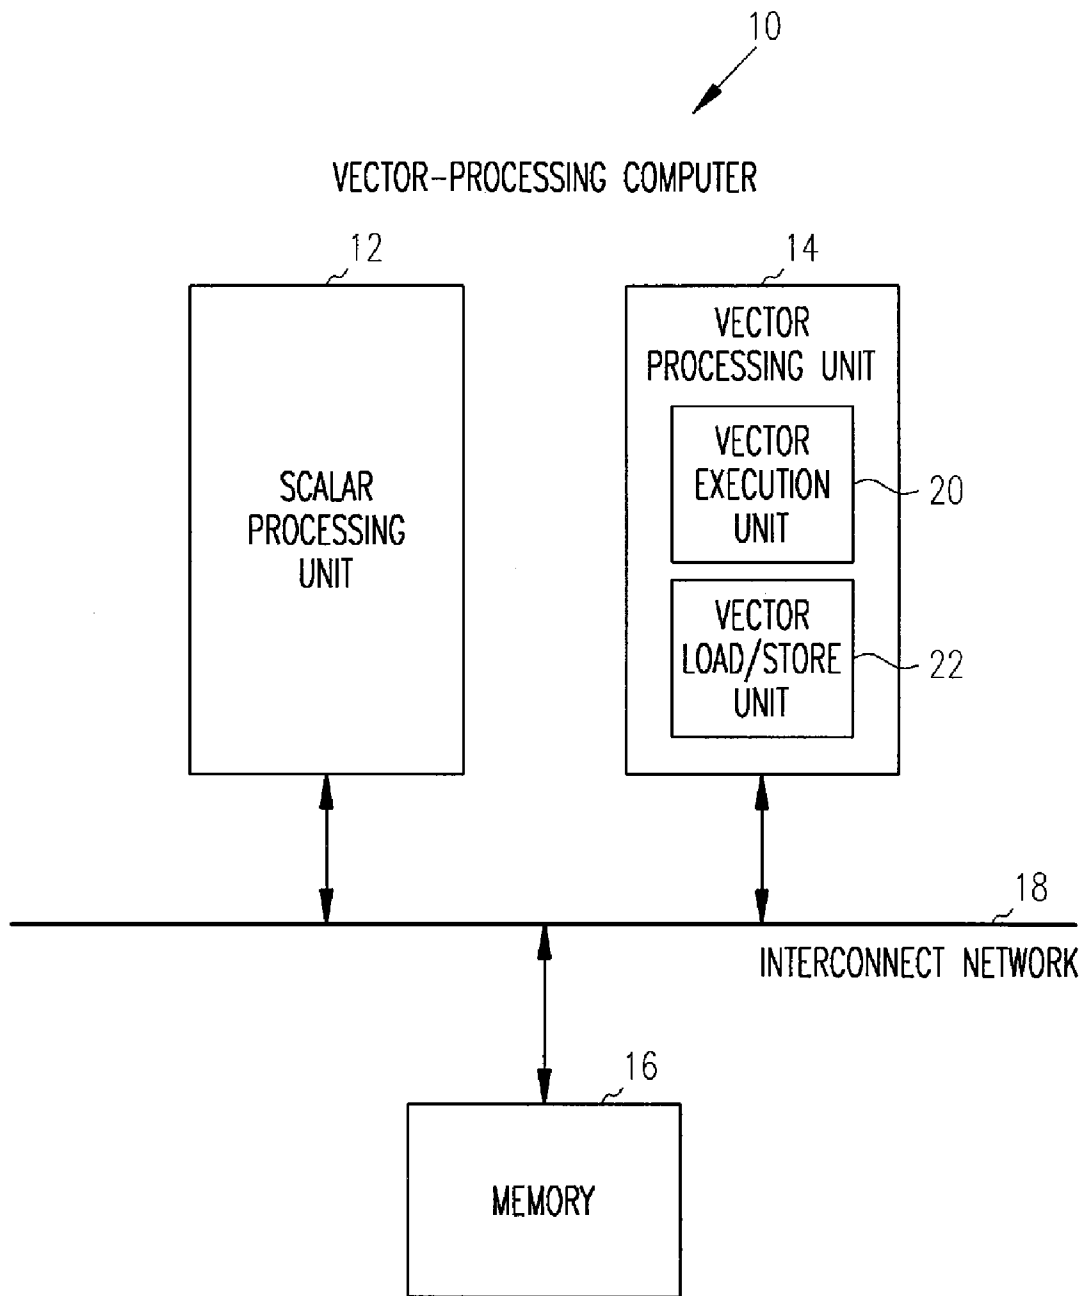 10
VECTOR-PROCESSING COMPUTER
12
14
SCALAR
PROCESSING
UNIT
VECTOR
PROCESSING UNIT
VECTOR
EXECUTION
UNIT
20
VECTOR
LOAD/STORE
UNIT
22
18
INTERCONNECT NETWORK
16
MEMORY